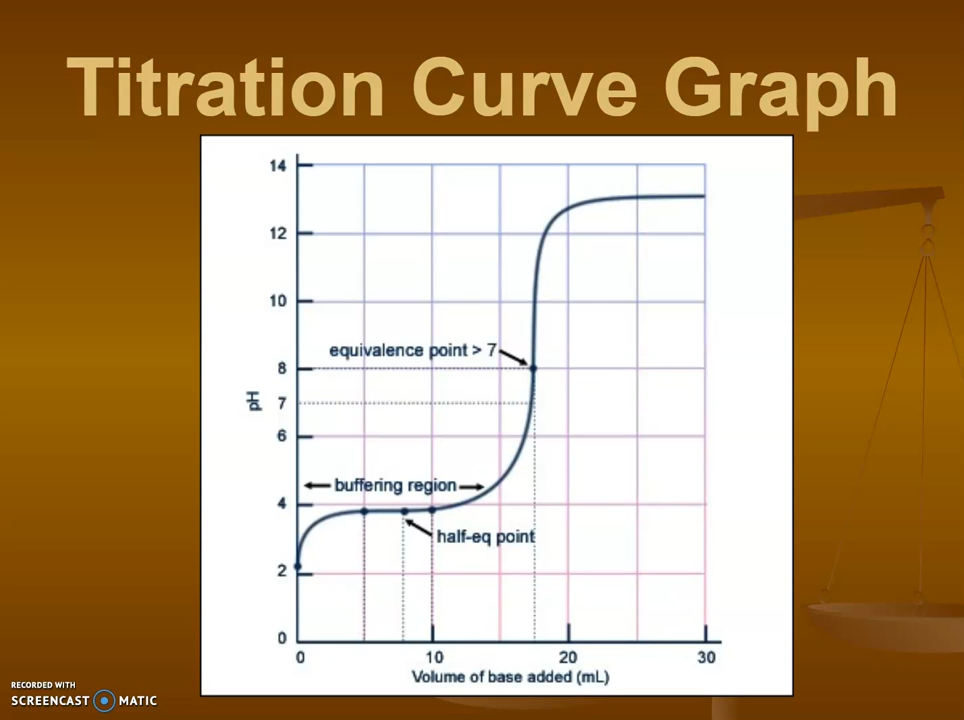 Titration Curve Graph
14
12
10
equivalence point > 7
8
pH
7
6
buffering region
4
half-eq point
2
0
0 10 20 30
Volume of base added (mL)
RECORDED WITH
SCREENCAST MATIC